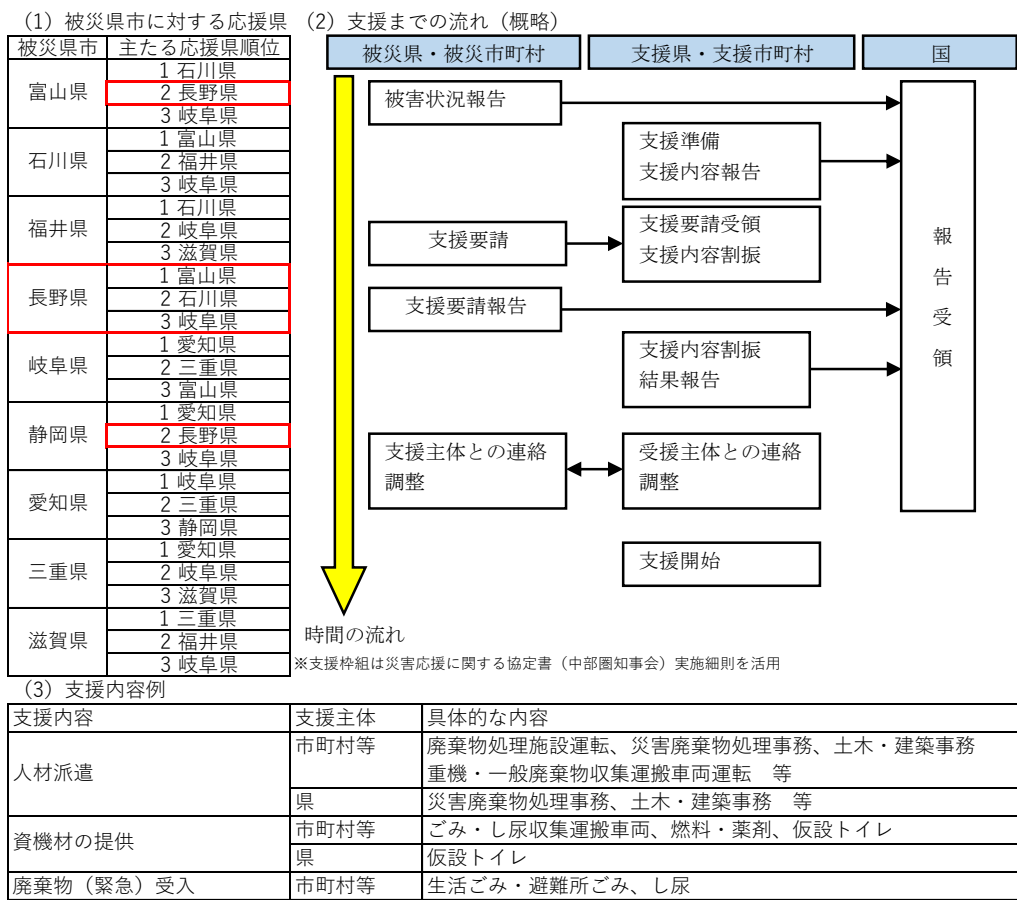 (1) 被災県市に対する応援県
被災県市 主たる応援県順位
富山県
1 石川県
2 長野県
3 岐阜県
石川県
1 富山県
2 福井県
3 岐阜県
福井県
1 石川県
2 岐阜県
3 滋賀県
長野県
1 富山県
2 石川県
3 岐阜県
岐阜県
1 愛知県
2 三重県
3 富山県
静岡県
1 愛知県
2 長野県
3 岐阜県
愛知県
1 岐阜県
2 三重県
3 静岡県
三重県
1 愛知県
2 岐阜県
3 滋賀県
滋賀県
1 三重県
2 福井県
3 岐阜県
(2) 支援までの流れ（概略）
被災県・被災市町村 支援県・支援市町村 国
被害状況報告
支援準備
支援内容報告
支援要請
支援要請受領
支援内容割振
支援要請報告
支援内容割振
結果報告
支援主体との連絡
調整
受援主体との連絡
調整
支援開始
報告受領
時間の流れ
※支援枠組は災害応援に関する協定書（中部圏知事会）実施細則を活用
(3) 支援内容例
支援内容 支援主体 具体的な内容
人材派遣
市町村等 廃棄物処理施設運転、災害廃棄物処理事務、土木・建築事務
重機・一般廃棄物収集運搬車両運転 等
県 災害廃棄物処理事務、土木・建築事務 等
資機材の提供
市町村等 ごみ・し尿収集運搬車両、燃料・薬剤、仮設トイレ
県 仮設トイレ
廃棄物（緊急）受入 市町村等 生活ごみ・避難所ごみ、し尿